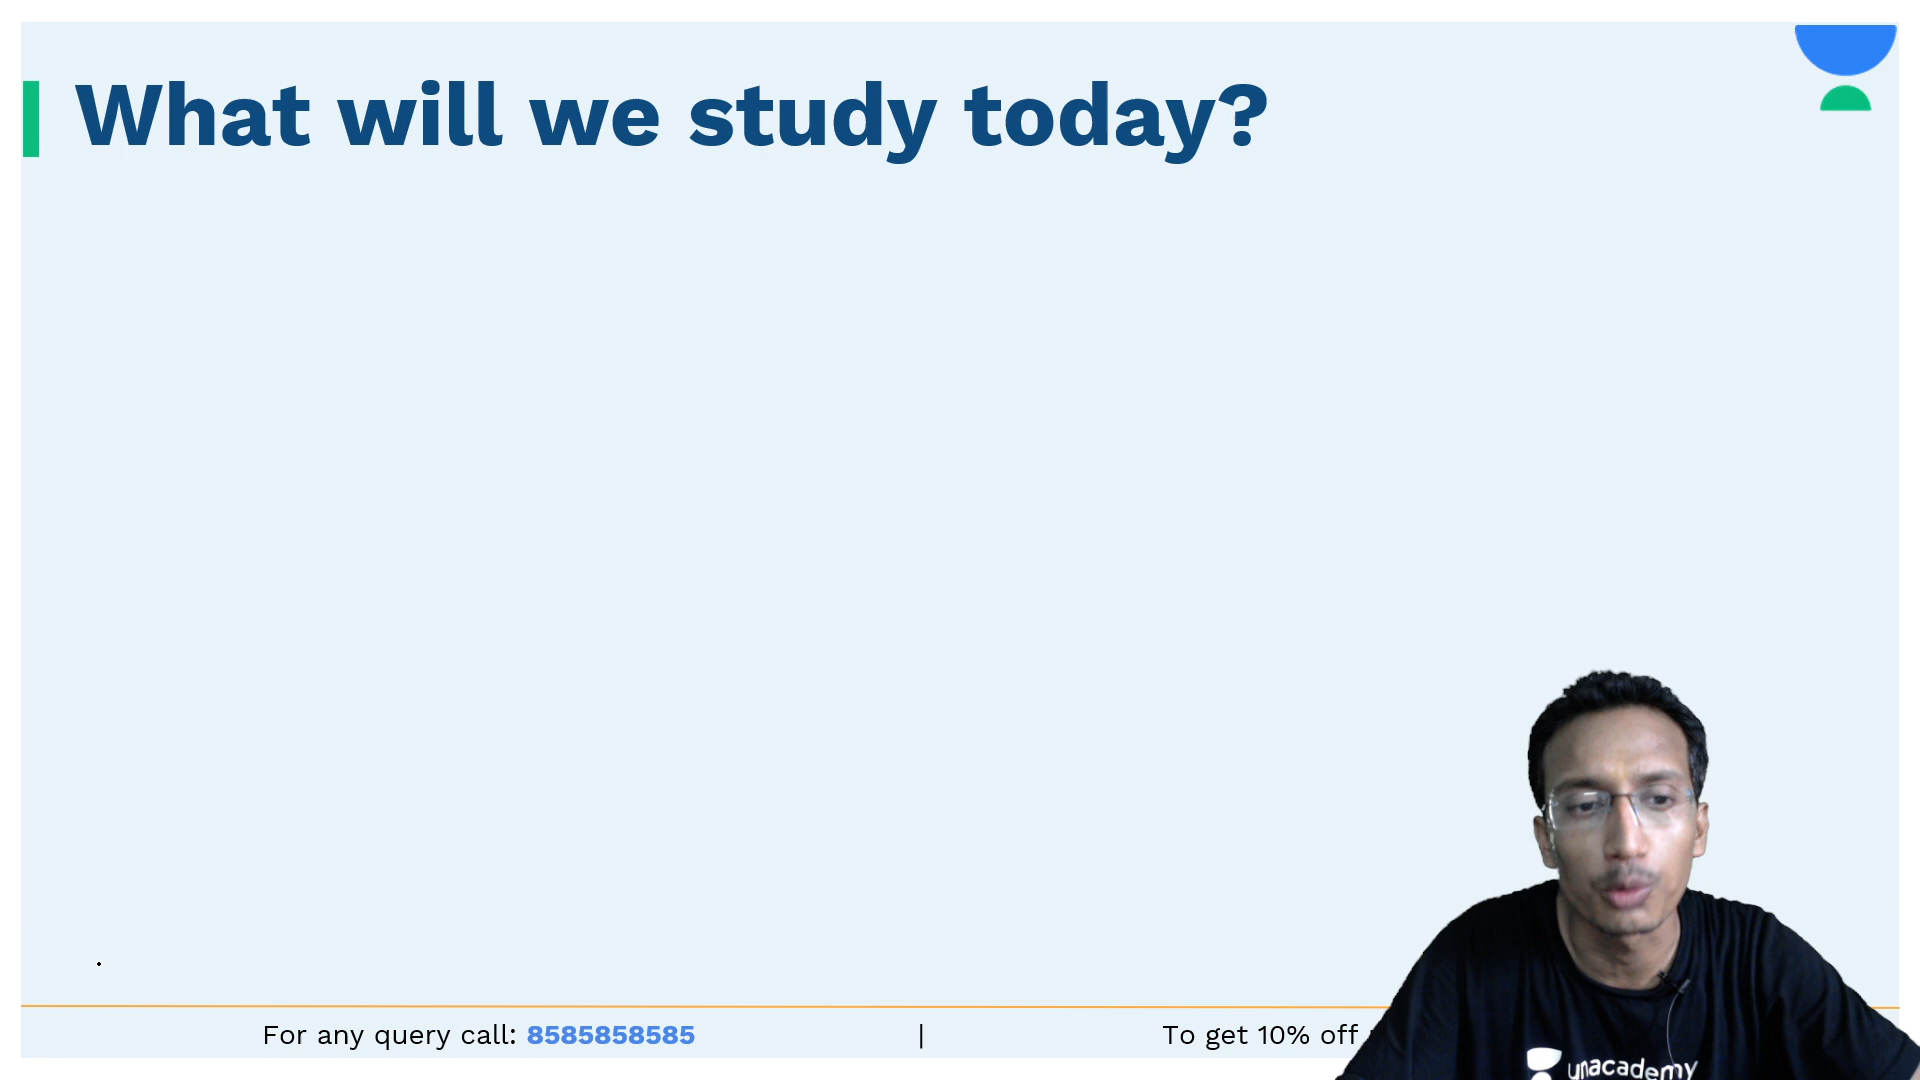 What will we study today?
For any query call: 8585858585 | To get 10% off
unacademy